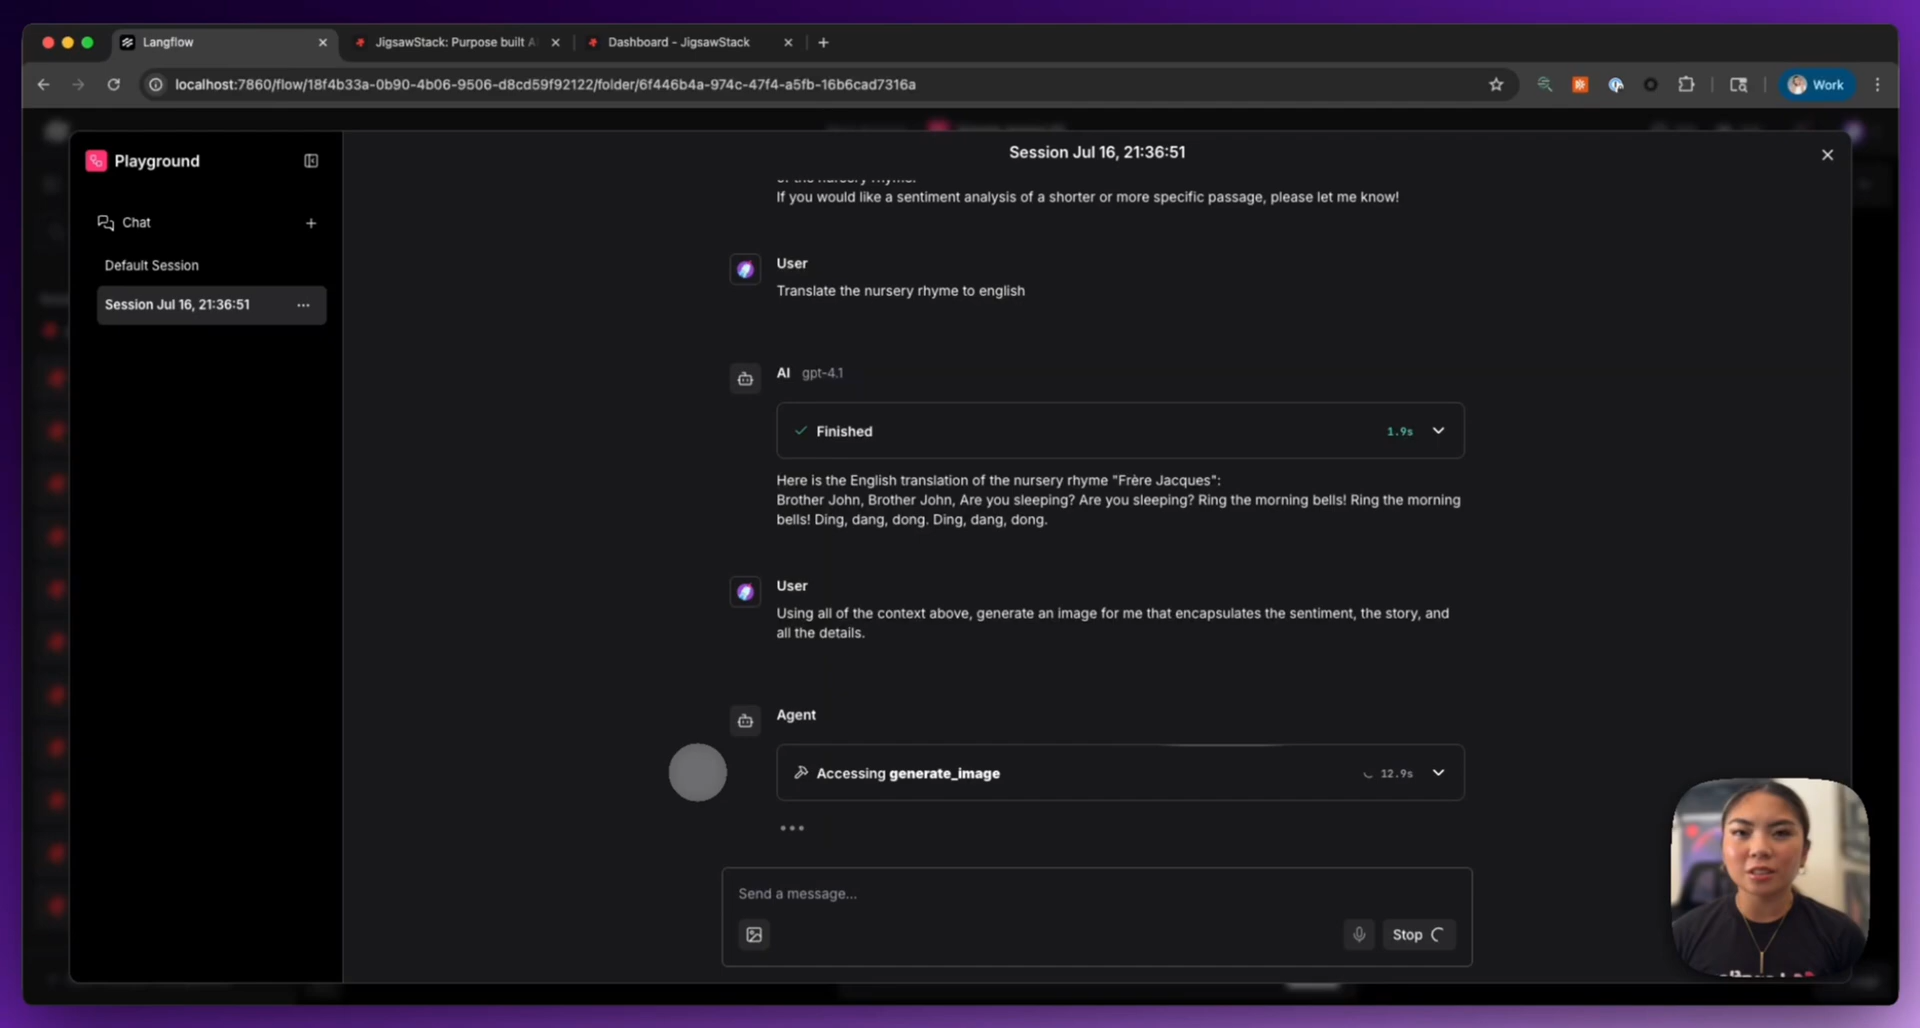 Langflow
JigsawStack: Purpose built A
Dashboard - JigsawStack
localhost:7860/flow/18f4b33a-0b90-4b06-9506-d8cd59f92122/folder/6f446b4a-974c-47f4-a5fb-16b6cad7316a
Work
Playground
Session Jul 16, 21:36:51
Chat
Default Session
Session Jul 16, 21:36:51
of the nursery rhyme.
If you would like a sentiment analysis of a shorter or more specific passage, please let me know!
User
Translate the nursery rhyme to english
AI gpt-4.1
Finished 1.9s
Here is the English translation of the nursery rhyme "Frère Jacques":
Brother John, Brother John, Are you sleeping? Are you sleeping? Ring the morning bells! Ring the morning
bells! Ding, dang, dong. Ding, dang, dong.
User
Using all of the context above, generate an image for me that encapsulates the sentiment, the story, and
all the details.
Agent
Accessing generate_image 12.9s
Send a message...
Stop